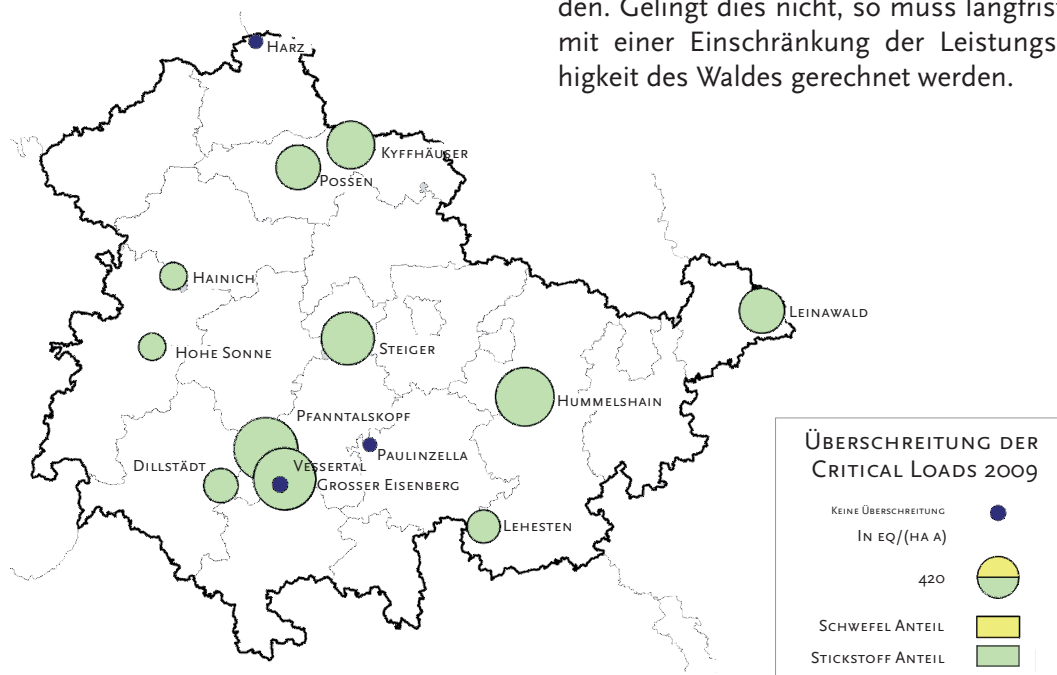 den. Gelingt dies nicht, so muss langfrist
mit einer Einschränkung der Leistungs
higkeit des Waldes gerechnet werden.
Harz
Kyffhäuser
Possen
Hainich
Leinawald
Hohe Sonne
Steiger
Hummelshain
Pfanntalskopf
Paulinzella
Dillstädt
Vessertal
Grosser Eisenberg
Lehesten
Überschreitung der
Critical Loads 2009
Keine Überschreitung
In eq/(ha a)
420
Schwefel Anteil
Stickstoff Anteil